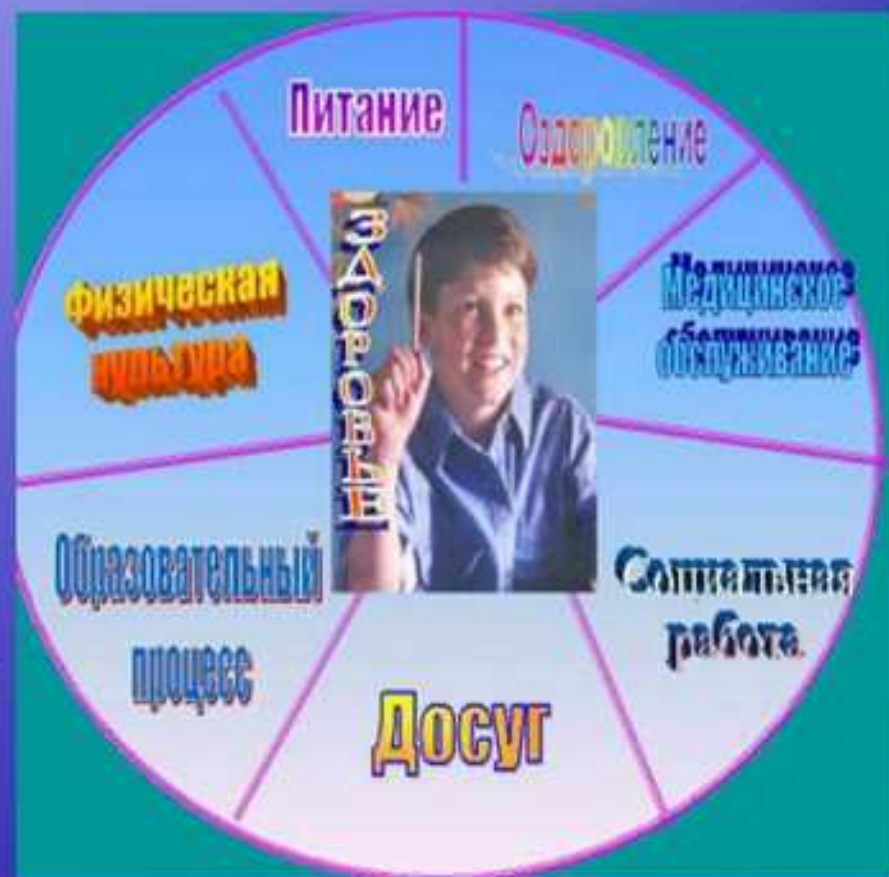 Питание
Оздоровление
Медицинское
обслуживание
Социальная
работа
Досуг
Образовательный
процесс
Физическая
культура
ЗДОРОВЬЕ